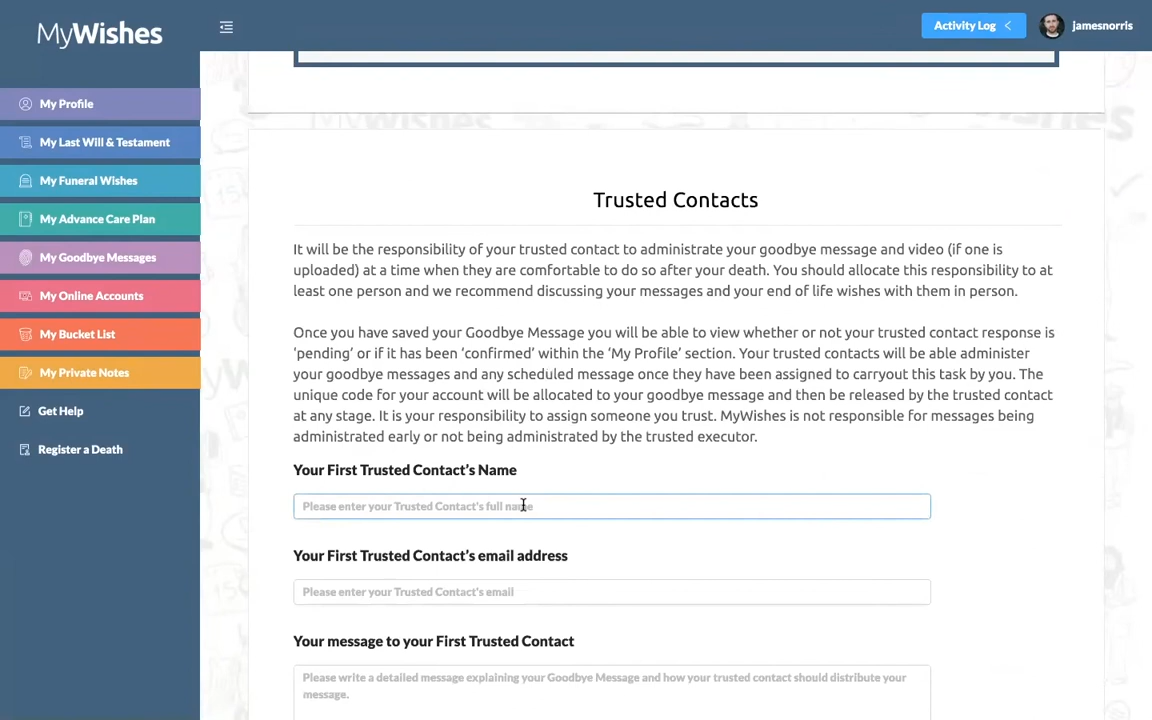 MyWishes
Activity Log
jamesnorris
My Profile
My Last Will & Testament
My Funeral Wishes
My Advance Care Plan
My Goodbye Messages
My Online Accounts
My Bucket List
My Private Notes
Get Help
Register a Death
Trusted Contacts
It will be the responsibility of your trusted contact to administrate your goodbye message and video (if one is
uploaded) at a time when they are comfortable to do so after your death. You should allocate this responsibility to at
least one person and we recommend discussing your messages and your end of life wishes with them in person.
Once you have saved your Goodbye Message you will be able to view whether or not your trusted contact response is
'pending' or if it has been 'confirmed' within the 'My Profile' section. Your trusted contacts will be able administer
your goodbye messages and any scheduled message once they have been assigned to carryout this task by you. The
unique code for your account will be allocated to your goodbye message and then be released by the trusted contact
at any stage. It is your responsibility to assign someone you trust. MyWishes is not responsible for messages being
administrated early or not being administrated by the trusted executor.
Your First Trusted Contact's Name
Please enter your Trusted Contact's full name
Your First Trusted Contact's email address
Please enter your Trusted Contact's email
Your message to your First Trusted Contact
Please write a detailed message explaining your Goodbye Message and how your trusted contact should distribute your
message.